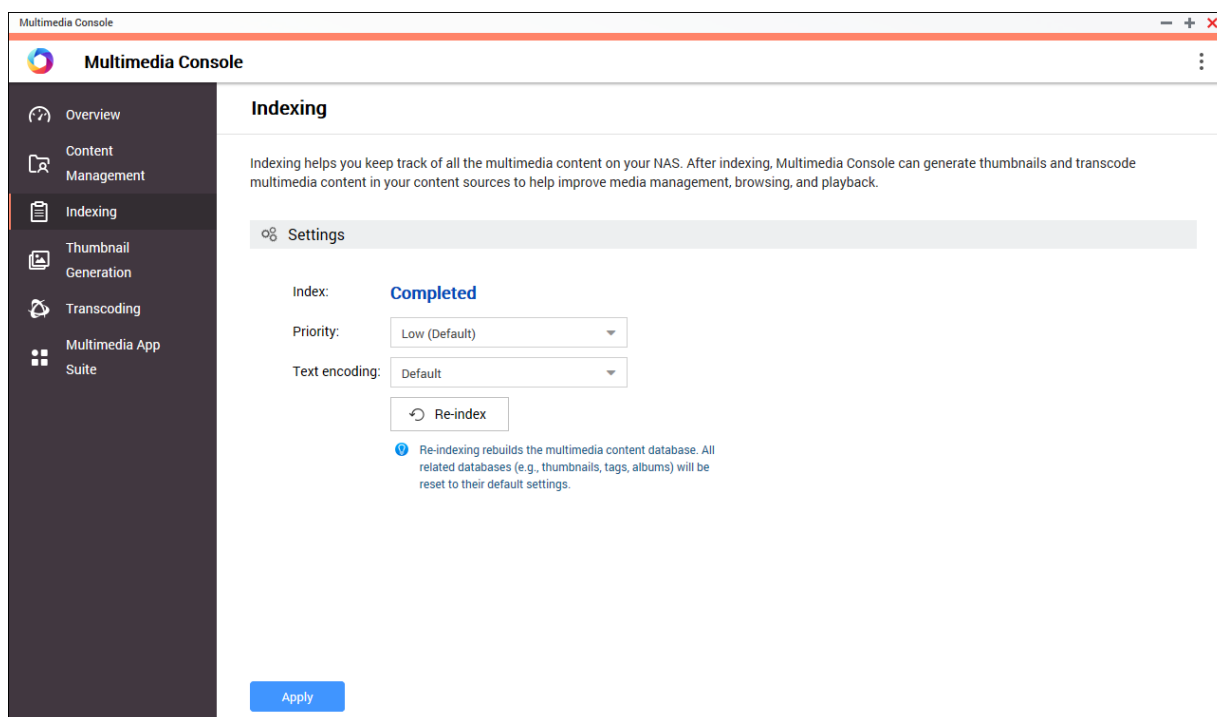 Multimedia Console
Multimedia Console
Overview
Content
Management
Indexing
Thumbnail
Generation
Transcoding
Multimedia App
Suite
Indexing
Indexing helps you keep track of all the multimedia content on your NAS. After indexing, Multimedia Console can generate thumbnails and transcode
multimedia content in your content sources to help improve media management, browsing, and playback.
Settings
Index: Completed
Priority: Low (Default)
Text encoding: Default
Re-index
Re-indexing rebuilds the multimedia content database. All
related databases (e.g., thumbnails, tags, albums) will be
reset to their default settings.
Apply